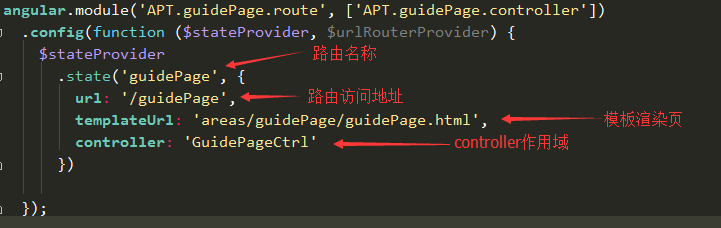 angular.module('APT.guidePage.route', ['APT.guidePage.controller'])
.config(function ($stateProvider, $urlRouterProvider) {
$stateProvider
路由名称
.state('guidePage', {
url: '/guidePage',
路由访问地址
templateUrl: 'areas/guidePage/guidePage.html',
模板渲染页
controller: 'GuidePageCtrl'
controller作用域
})
});